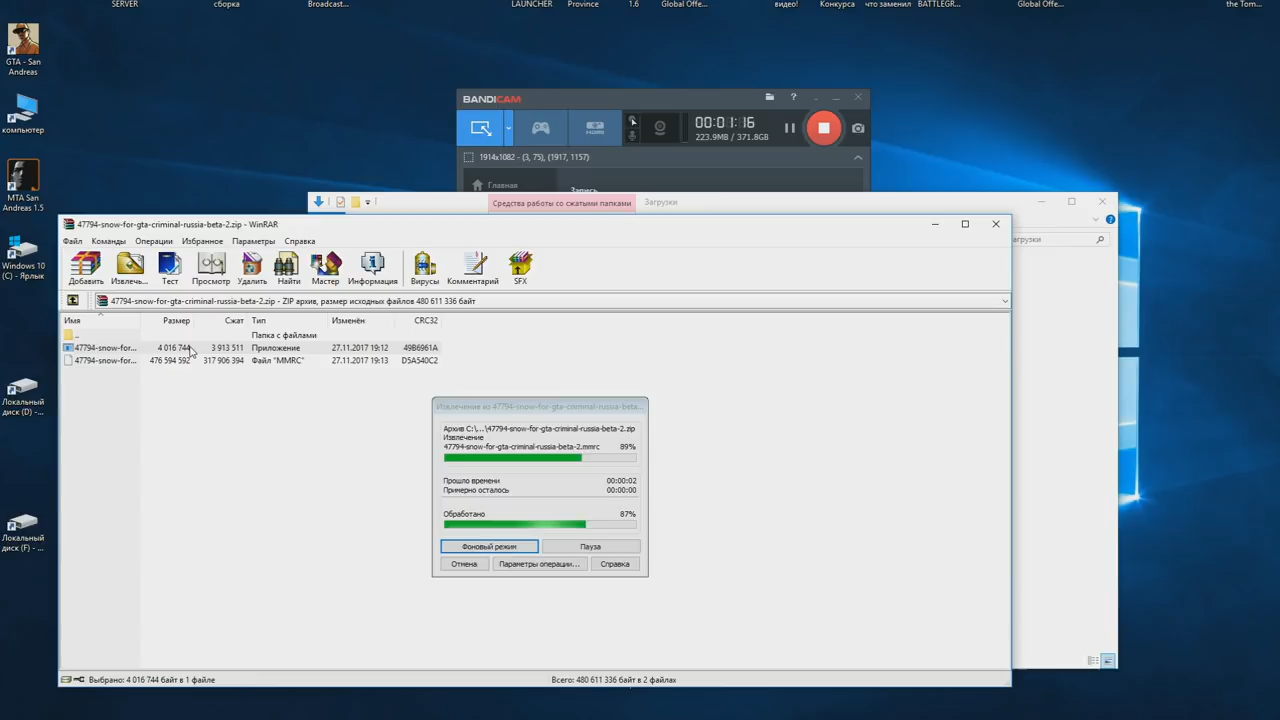 SERVER
сборка
Broadcast...
LAUNCHER
Province
1.6
Global Offe...
видео!
Конкурса
что заменил
BATTLEGR...
Global Offe...
the Tom...
GTA - San
Andreas
компьютер
MTA San
Andreas 1.5
Windows 10
(C) - Ярлык
Локальный
диск (D) - ...
Локальный
диск (F) - ...
BANDICAM
?
00:01:16
223.9MB / 371.8GB
1914x1082 - (3, 75), (1917, 1157)
Главная
Запись
Средства работы со сжатыми папками
Загрузки
агрузки
47794-snow-for-gta-criminal-russia-beta-2.zip - WinRAR
Файл Команды Операции Избранное Параметры Справка
Добавить Извлечь... Тест Просмотр Удалить Найти Мастер Информация Вирусы Комментарий SFX
47794-snow-for-gta-criminal-russia-beta-2.zip - ZIP архив, размер исходных файлов 480 611 336 байт
Имя Размер Сжат Тип Изменён CRC32
.. Папка с файлами
47794-snow-for... 4 016 744 3 913 511 Приложение 27.11.2017 19:12 49B6961A
47794-snow-for... 476 594 592 317 906 394 Файл "MMRC" 27.11.2017 19:13 D5A540C2
Извлечение из 47794-snow-for-gta-criminal-russia-beta...
Архив C:\...\47794-snow-for-gta-criminal-russia-beta-2.zip
Извлечение
47794-snow-for-gta-criminal-russia-beta-2.mmrc 89%
Прошло времени 00:00:02
Примерно осталось 00:00:00
Обработано 87%
Фоновый режим Пауза
Отмена Параметры операции... Справка
Выбрано: 4 016 744 байт в 1 файле
Всего: 480 611 336 байт в 2 файлах